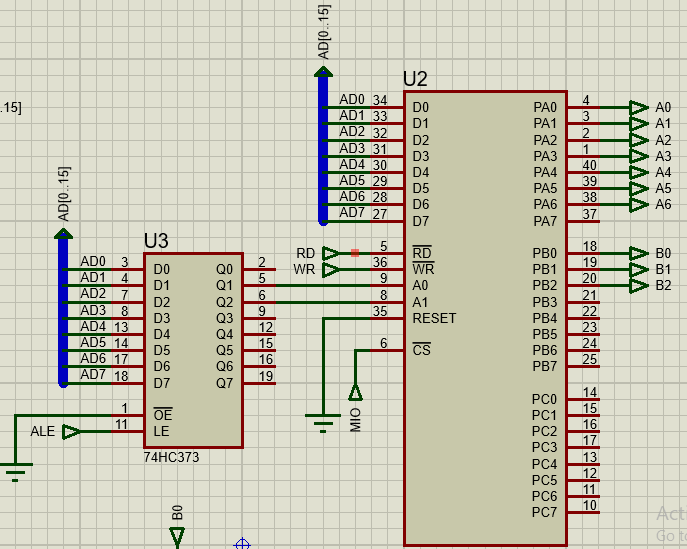 AD[0..15]
.15]
U2
AD0 34 D0 PA0 4 A0
AD1 33 D1 PA1 3 A1
AD2 32 D2 PA2 2 A2
AD3 31 D3 PA3 1 A3
AD4 30 D4 PA4 40 A4
AD5 29 D5 PA5 39 A5
AD6 28 D6 PA6 38 A6
AD7 27 D7 PA7 37
RD 5 RD PB0 18 B0
WR 36 WR PB1 19 B1
9 A0 PB2 20 B2
8 A1 PB3 21
35 RESET PB4 22
PB5 23
6 CS PB6 24
PB7 25
MIO
PC0 14
PC1 15
PC2 16
PC3 17
PC4 13
PC5 12
PC6 11
PC7 10
AD[0..15]
U3
AD0 3 D0 Q0 2
AD1 4 D1 Q1 5
AD2 7 D2 Q2 6
AD3 8 D3 Q3 9
AD4 13 D4 Q4 12
AD5 14 D5 Q5 15
AD6 17 D6 Q6 16
AD7 18 D7 Q7 19
1 OE
ALE 11 LE
74HC373
B0
Act
Go to